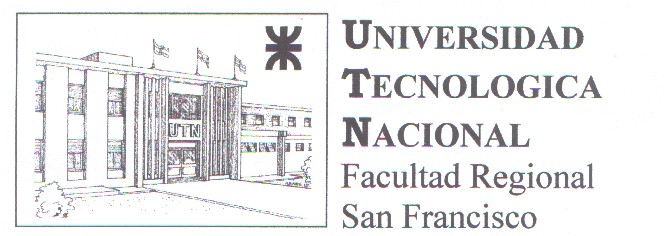 UTN
UNIVERSIDAD
TECNOLOGICA
NACIONAL
Facultad Regional
San Francisco